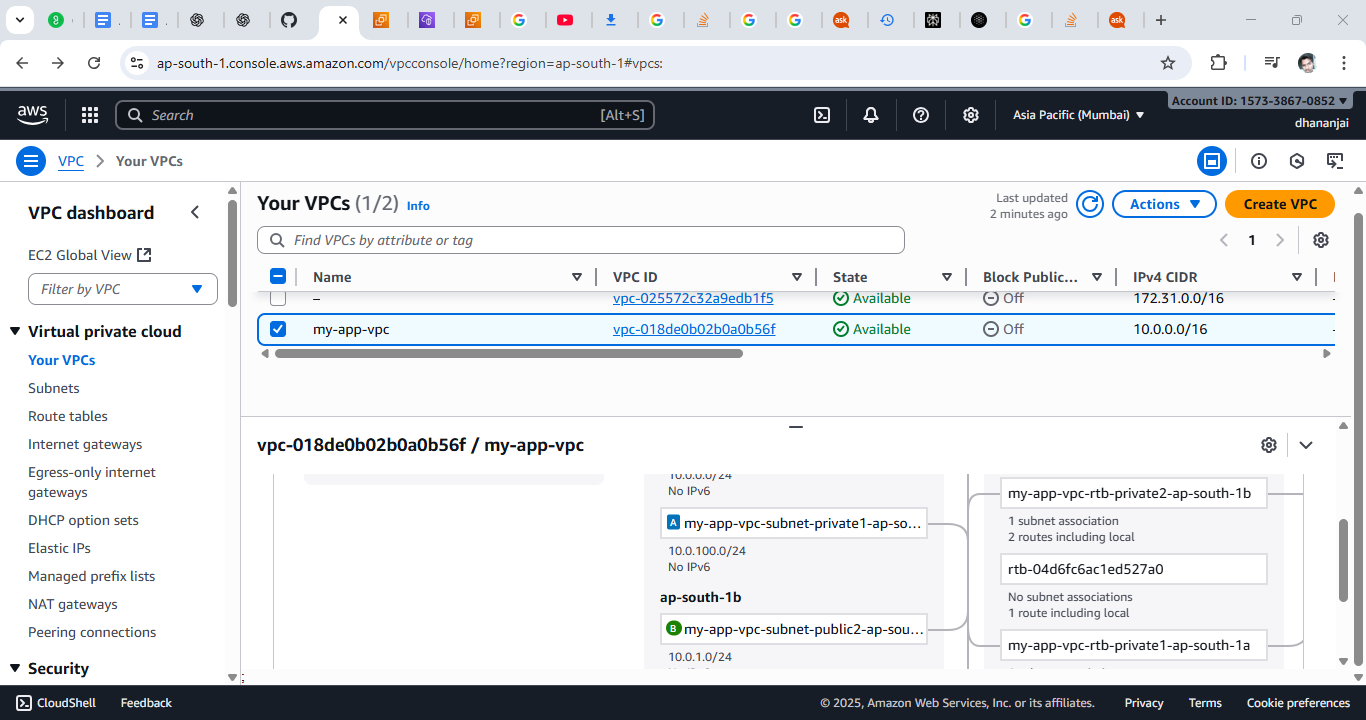 ap-south-1.console.aws.amazon.com/vpcconsole/home?region=ap-south-1#vpcs:
aws
Search
[Alt+S]
Asia Pacific (Mumbai)
Account ID: 1573-3867-0852
dhananjai
VPC
Your VPCs
VPC dashboard
EC2 Global View
Filter by VPC
Virtual private cloud
Your VPCs
Subnets
Route tables
Internet gateways
Egress-only internet
gateways
DHCP option sets
Elastic IPs
Managed prefix lists
NAT gateways
Peering connections
Security
Your VPCs (1/2) Info
Last updated
2 minutes ago
Actions
Create VPC
Find VPCs by attribute or tag
1
Name VPC ID State Block Public... IPv4 CIDR
– vpc-025572c32a9edb1f5 Available Off 172.31.0.0/16
my-app-vpc vpc-018de0b02b0a0b56f Available Off 10.0.0.0/16
vpc-018de0b02b0a0b56f / my-app-vpc
10.0.0.0/24
No IPv6
A my-app-vpc-subnet-private1-ap-so...
10.0.100.0/24
No IPv6
ap-south-1b
B my-app-vpc-subnet-public2-ap-sou...
10.0.1.0/24
my-app-vpc-rtb-private2-ap-south-1b
1 subnet association
2 routes including local
rtb-04d6fc6ac1ed527a0
No subnet associations
1 route including local
my-app-vpc-rtb-private1-ap-south-1a
;
CloudShell
Feedback
© 2025, Amazon Web Services, Inc. or its affiliates.
Privacy
Terms
Cookie preferences